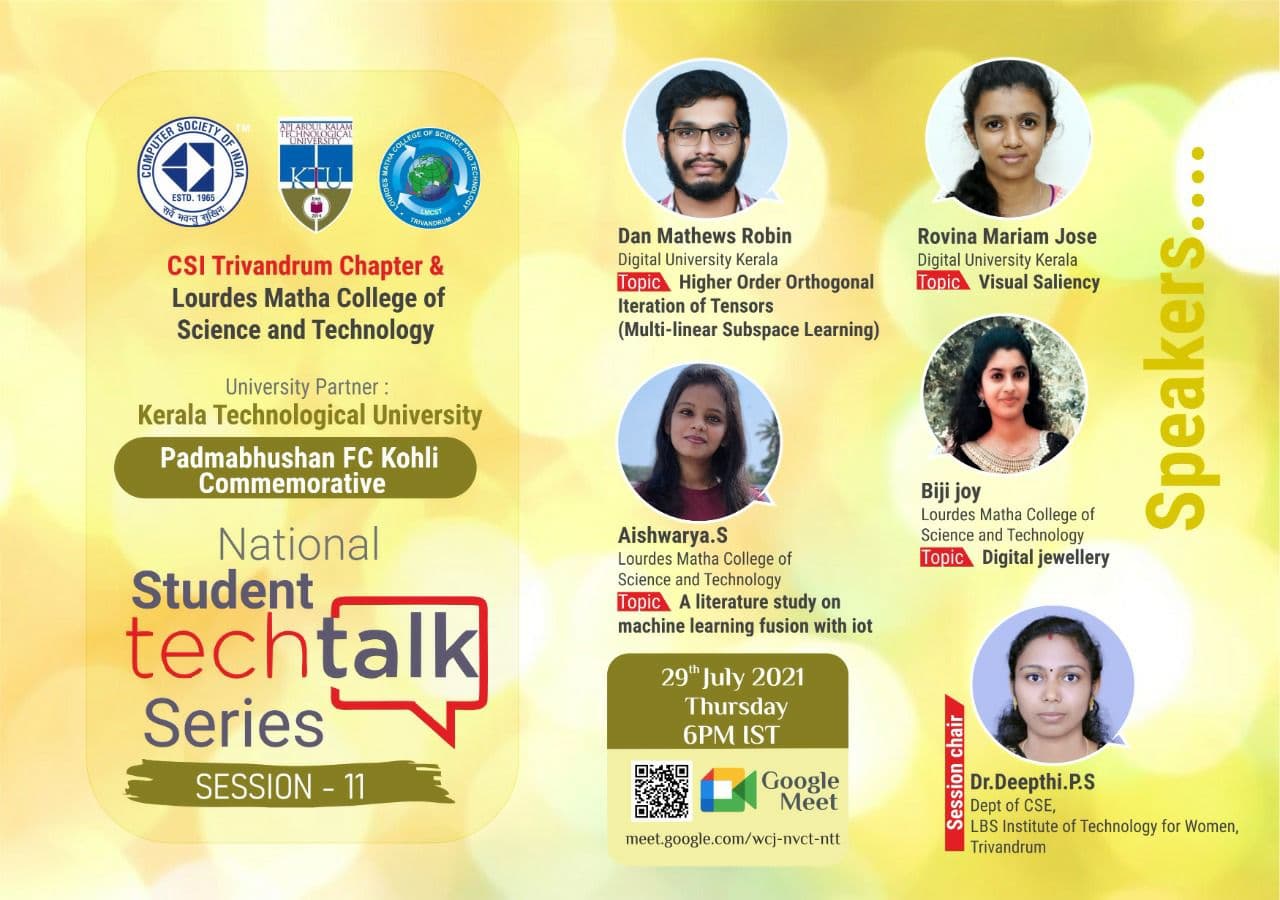 COMPUTER SOCIETY OF INDIA
TM
ESTD. 1965
सर्वे भवन्तु सुखिनः
APJ ABDUL KALAM
TECHNOLOGICAL
UNIVERSITY
KTU
2014
LOURDES MATHA COLLEGE OF SCIENCE AND TECHNOLOGY
LMCST
TRIVANDRUM
CSI Trivandrum Chapter &
Lourdes Matha College of
Science and Technology
University Partner :
Kerala Technological University
Padmabhushan FC Kohli
Commemorative
National
Student
techtalk
Series
SESSION - 11
Dan Mathews Robin
Digital University Kerala
Topic Higher Order Orthogonal
Iteration of Tensors
(Multi-linear Subspace Learning)
Rovina Mariam Jose
Digital University Kerala
Topic Visual Saliency
Aishwarya.S
Lourdes Matha College of
Science and Technology
Topic A literature study on
machine learning fusion with iot
Biji joy
Lourdes Matha College of
Science and Technology
Topic Digital jewellery
Speakers....
29th July 2021
Thursday
6PM IST
Google
Meet
meet.google.com/wcj-nvct-ntt
Session chair
Dr.Deepthi.P.S
Dept of CSE,
LBS Institute of Technology for Women,
Trivandrum